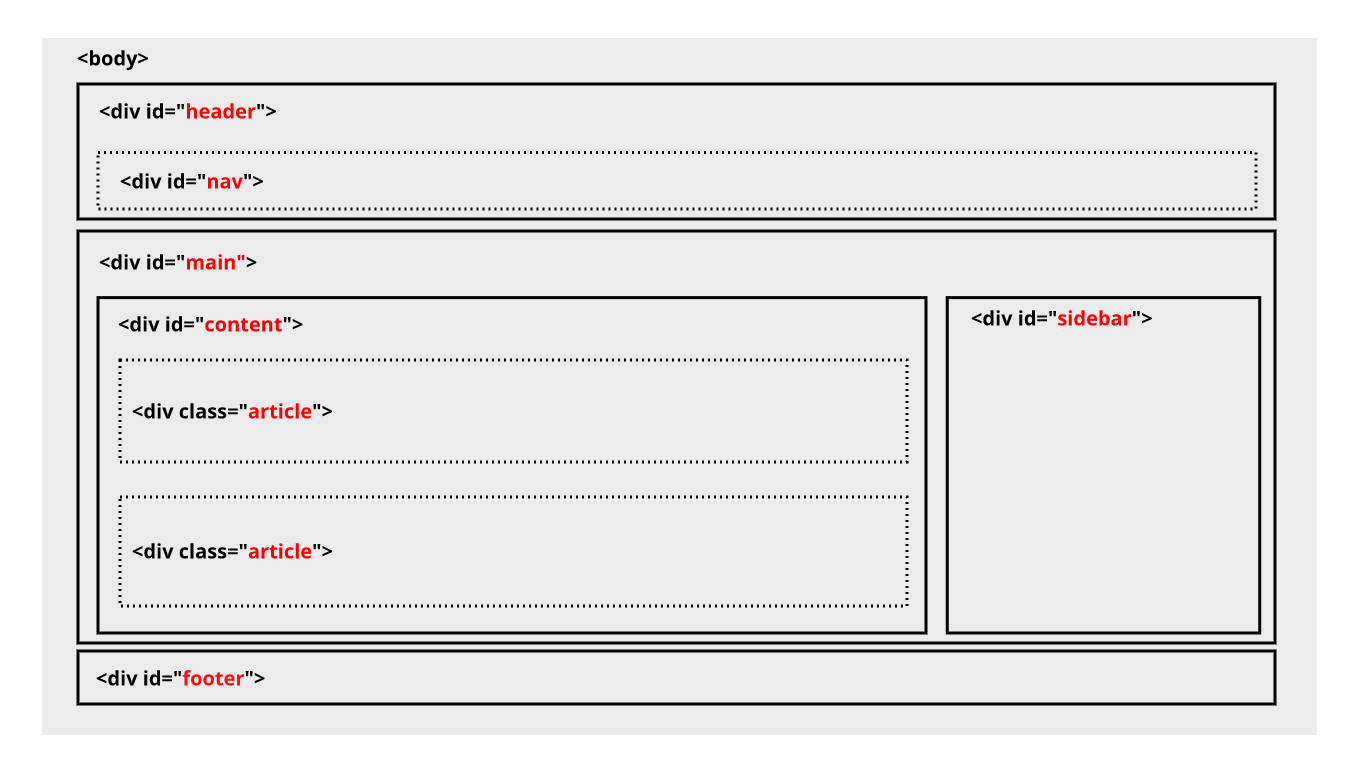 <body>
<div id="header">
<div id="nav">
<div id="main">
<div id="content">
<div id="sidebar">
<div class="article">
<div class="article">
<div id="footer">